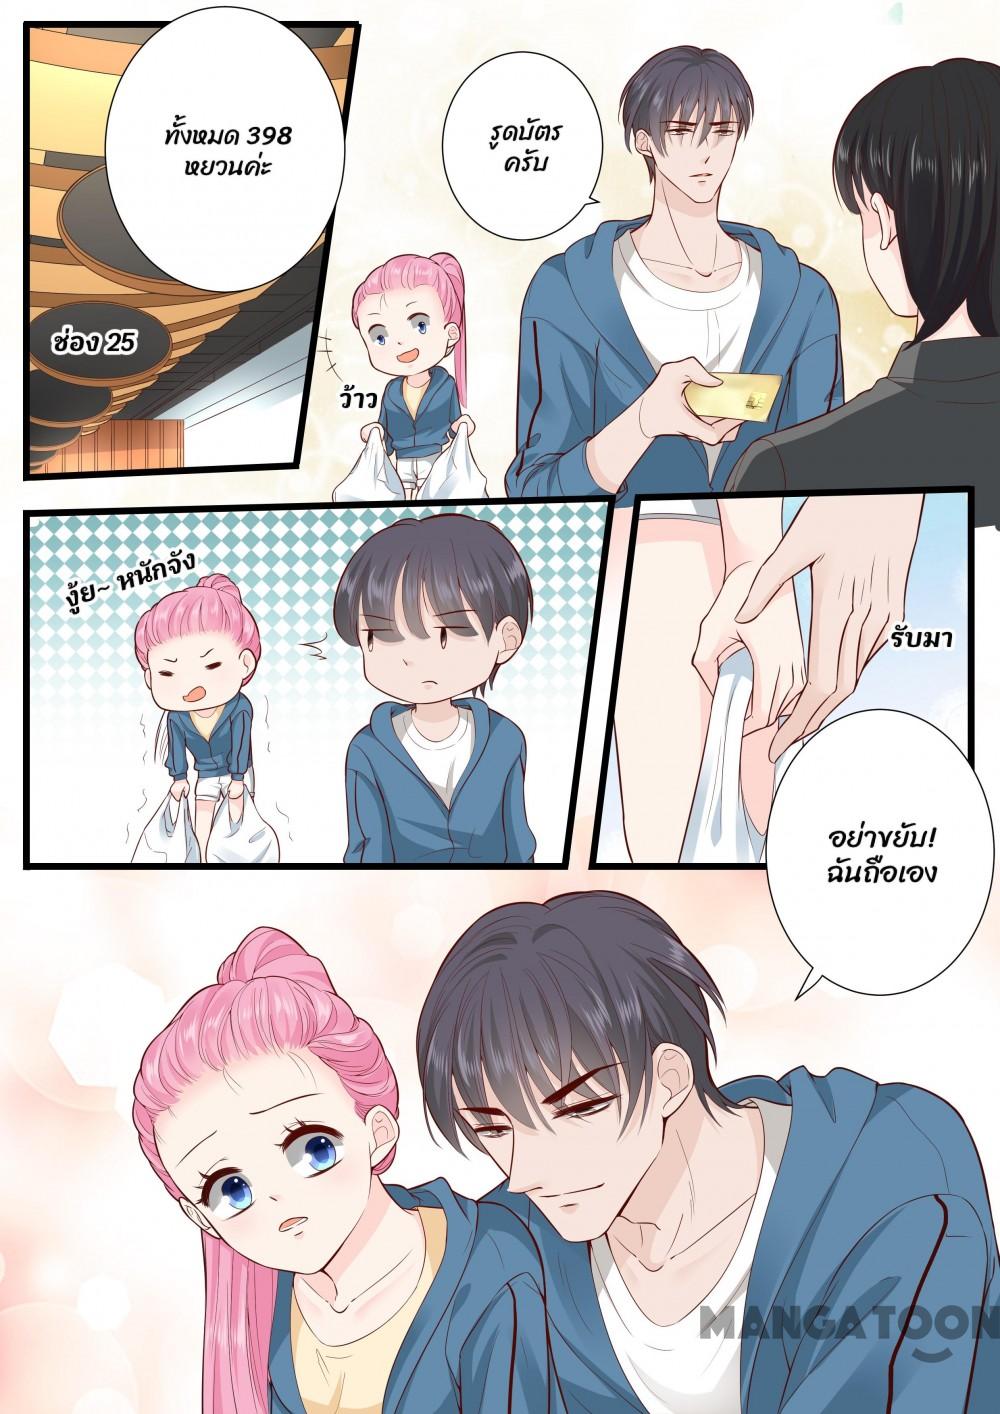 ทั้งหมด 398
หยวนค่ะ
รูดบัตร
ครับ
ช่อง 25
ว้าว
งู้ย~ หนักจัง
รับมา
อย่าขยับ!
ฉันถือเอง
MANGATOON